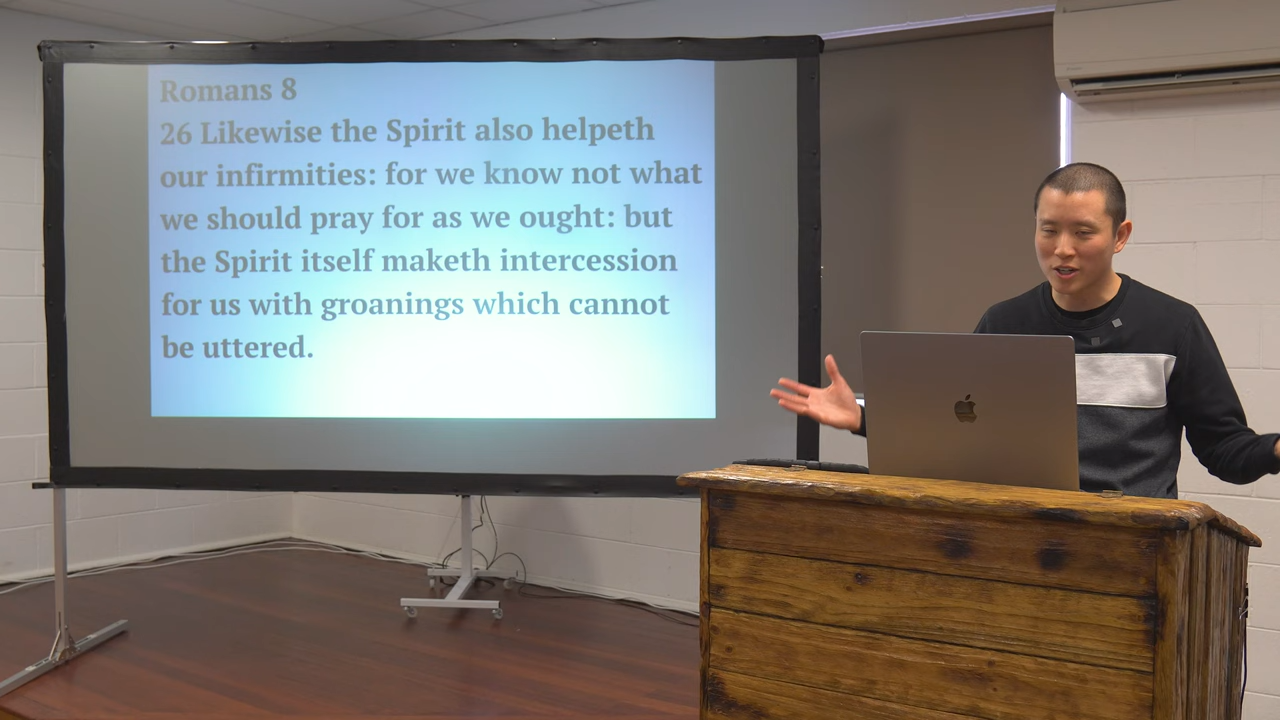 Romans 8
26 Likewise the Spirit also helpeth
our infirmities: for we know not what
we should pray for as we ought: but
the Spirit itself maketh intercession
for us with groanings which cannot
be uttered.